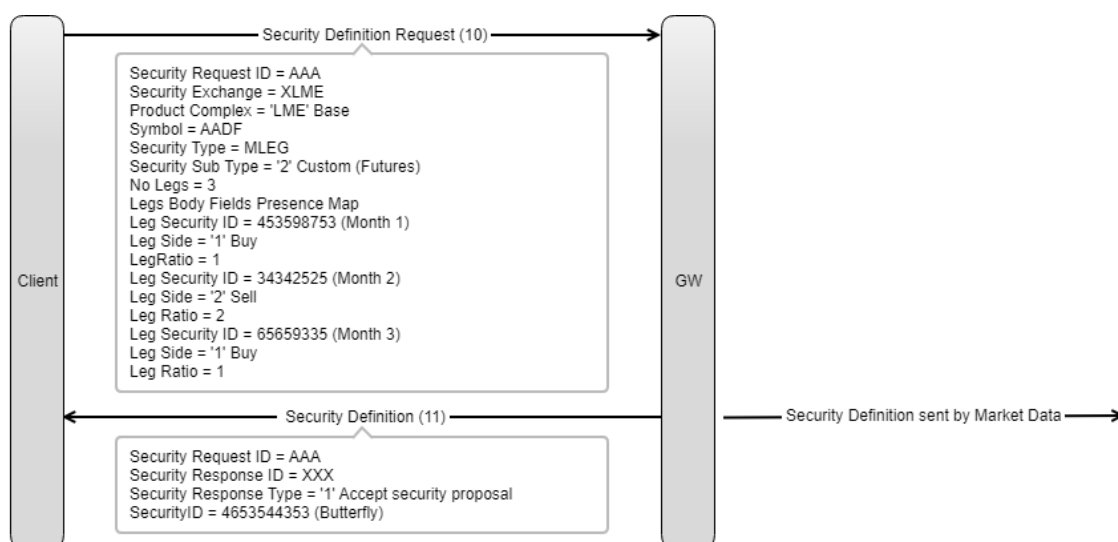 Security Definition Request (10)
Security Request ID = AAA
Security Exchange = XLME
Product Complex = 'LME' Base
Symbol = AADF
Security Type = MLEG
Security Sub Type = '2' Custom (Futures)
No Legs = 3
Legs Body Fields Presence Map
Leg Security ID = 453598753 (Month 1)
Leg Side = '1' Buy
LegRatio = 1
Leg Security ID = 34342525 (Month 2)
Leg Side = '2' Sell
Leg Ratio = 2
Leg Security ID = 65659335 (Month 3)
Leg Side = '1' Buy
Leg Ratio = 1
Client
GW
Security Definition (11)
Security Definition sent by Market Data
Security Request ID = AAA
Security Response ID = XXX
Security Response Type = '1' Accept security proposal
SecurityID = 4653544353 (Butterfly)